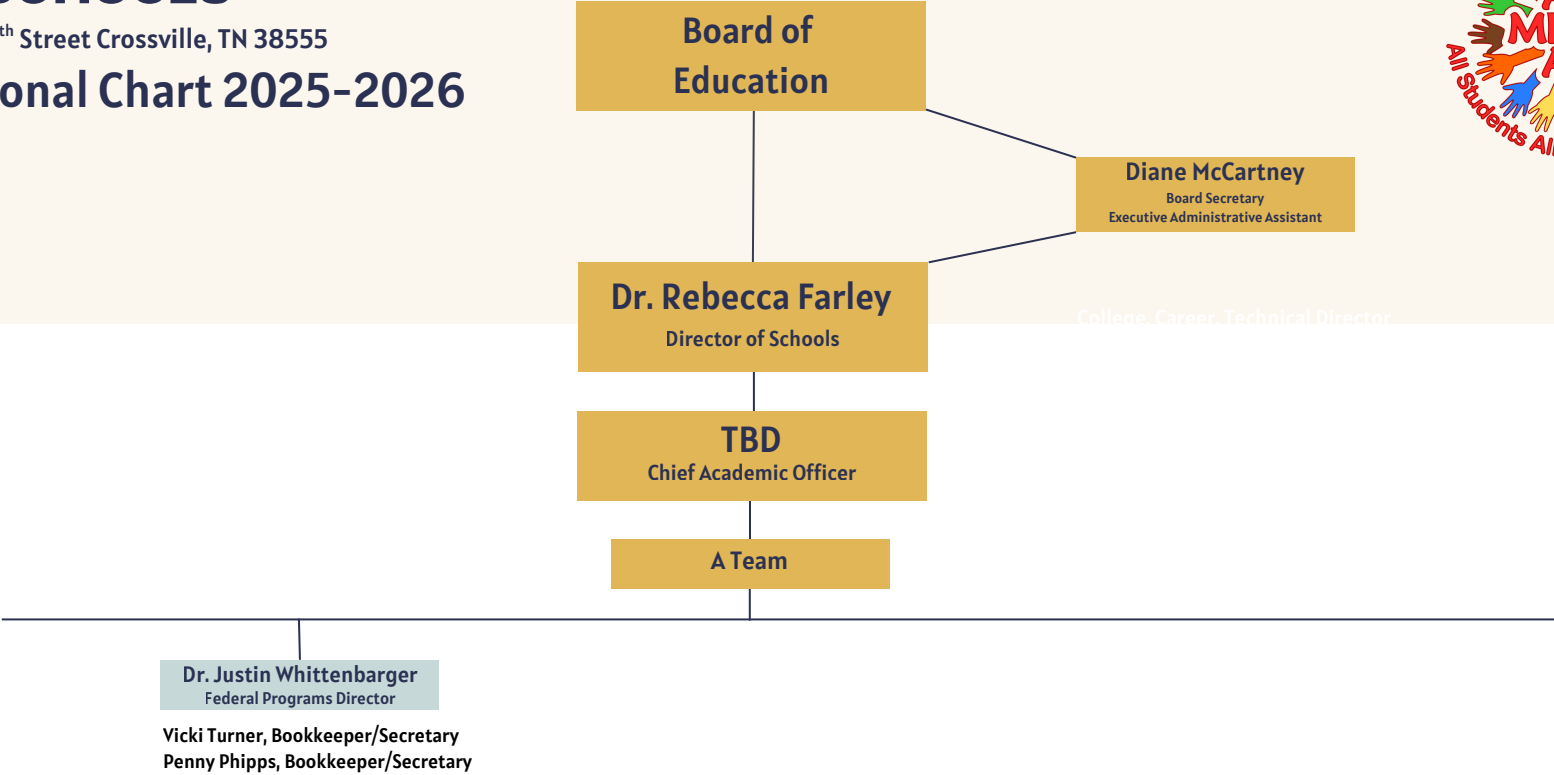 SCHOOLS
th Street Crossville, TN 38555
onal Chart 2025-2026
Board of
Education
All Students All
Diane McCartney
Board Secretary
Executive Administrative Assistant
Dr. Rebecca Farley
Director of Schools
College, Career, Technical Director
TBD
Chief Academic Officer
A Team
Dr. Justin Whittenbarger
Federal Programs Director
Vicki Turner, Bookkeeper/Secretary
Penny Phipps, Bookkeeper/Secretary